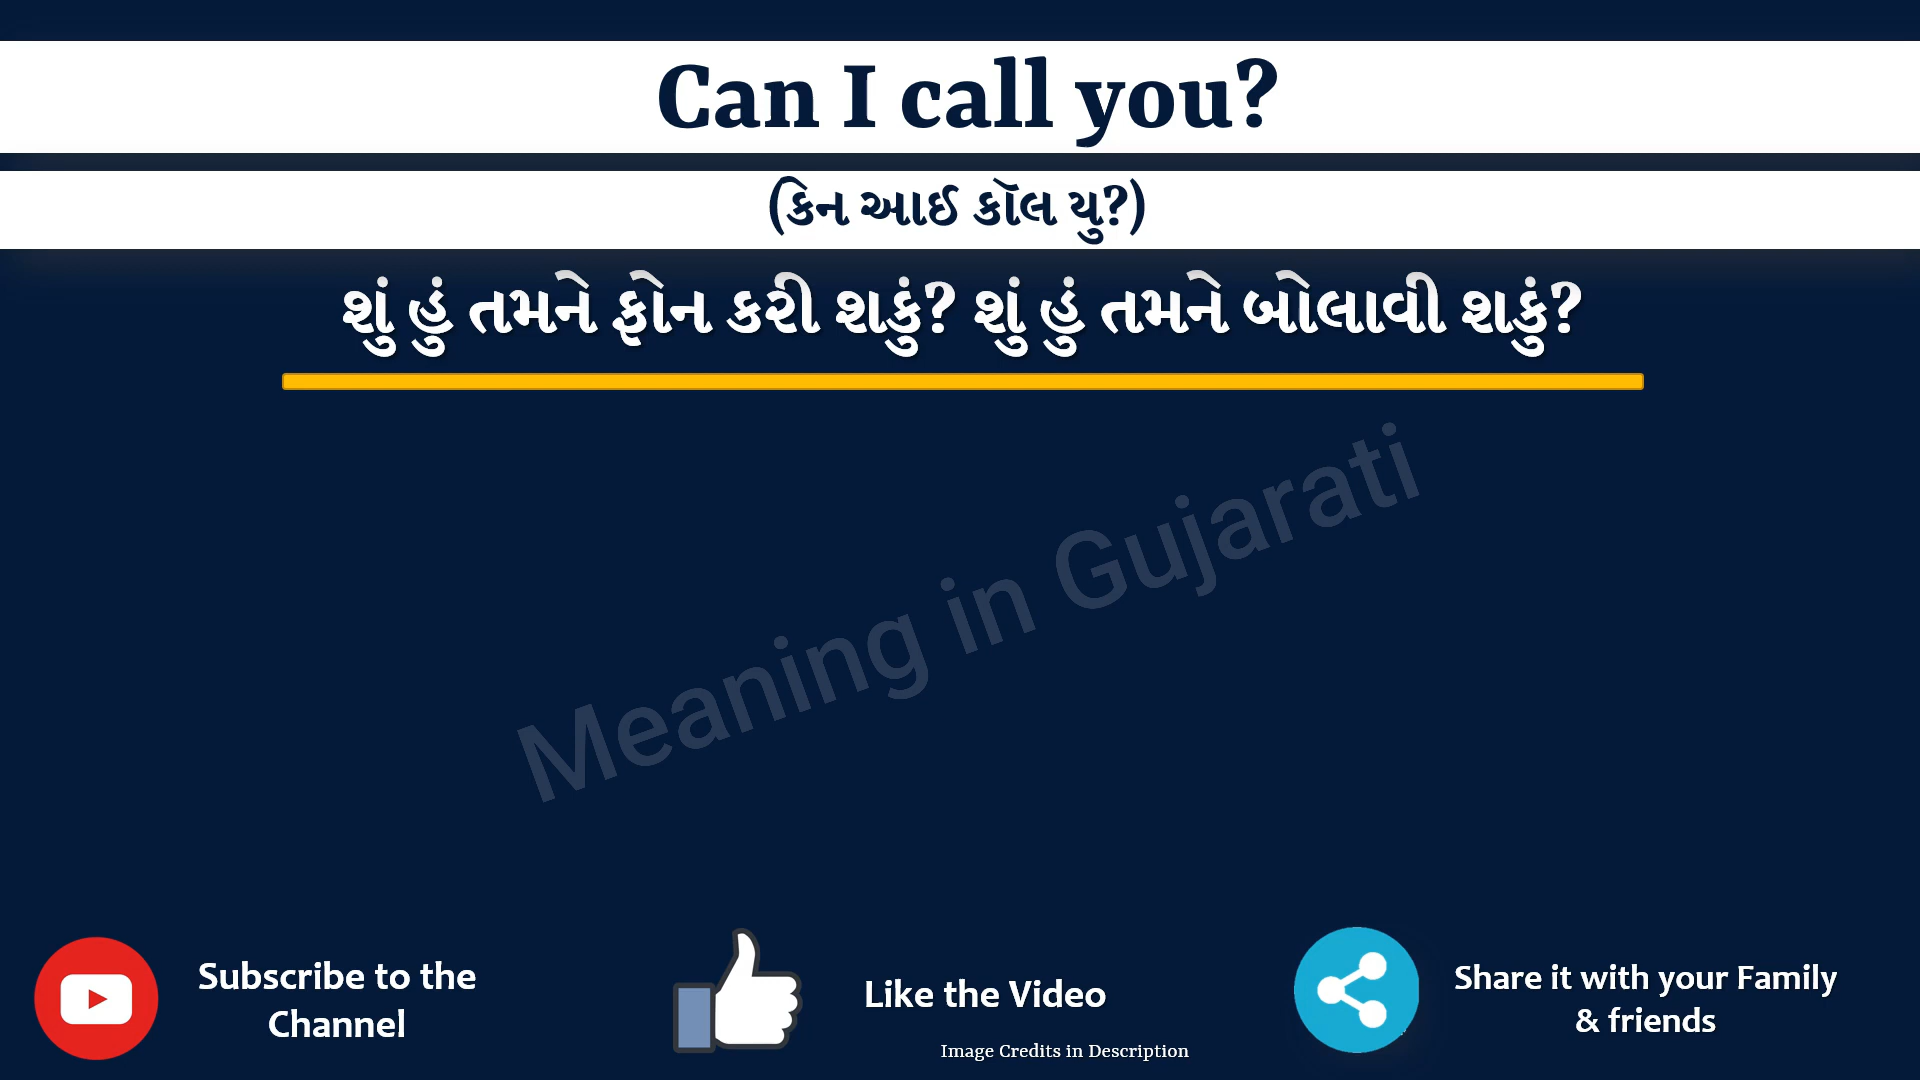 Can I call you?
(કેન આઈ કૉલ યુ?)
શું હું તમને ફોન કરી શકું? શું હું તમને બોલાવી શકું?
Meaning in Gujarati
Subscribe to the
Channel
Like the Video
Share it with your Family
& friends
Image Credits in Description